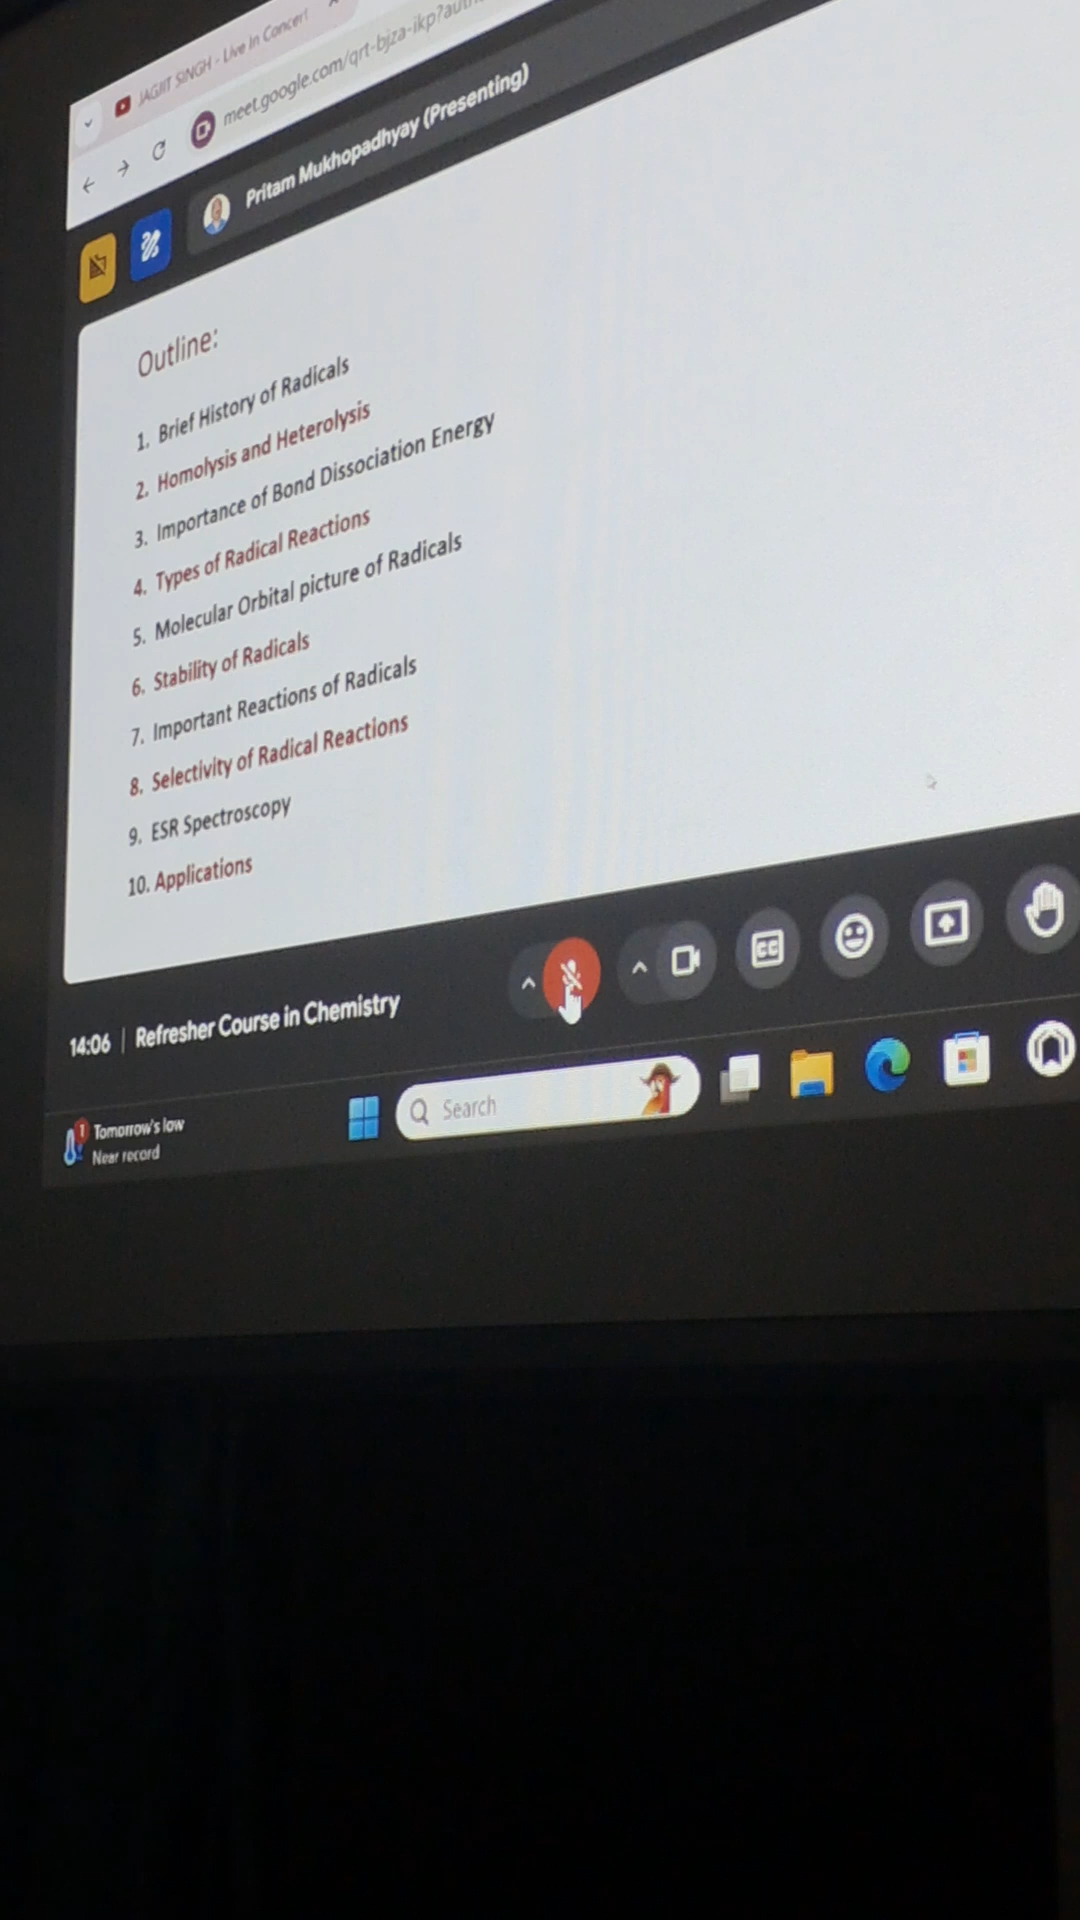 JAGJIT SINGH - Live In Concert
meet.google.com/qrt-bjza-ikp?auth
Pritam Mukhopadhyay (Presenting)
Outline:
1. Brief History of Radicals
2. Homolysis and Heterolysis
3. Importance of Bond Dissociation Energy
4. Types of Radical Reactions
5. Molecular Orbital picture of Radicals
6. Stability of Radicals
7. Important Reactions of Radicals
8. Selectivity of Radical Reactions
9. ESR Spectroscopy
10. Applications
CC
14:06 | Refresher Course in Chemistry
Search
1
Tomorrow's low
Near record